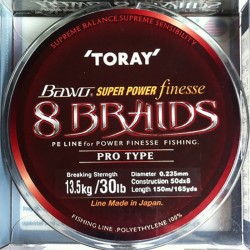 SUPREME BALANCE.SUPREME SENSIBILITY
'TORAY'
Bawo. SUPER POWER finesse
8 BRAIDS
PE LINE for POWER FINESSE FISHING.
PRO TYPE
Breaking Strength
13.5kg/30lb
Diameter 0.235mm
Construction 50dx8
Length 150m/165yds
Line Made in Japan.
FISHING LINE.POLYETHYLENE 100%